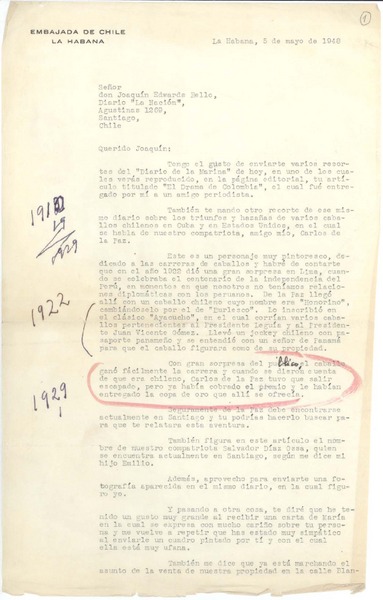 1
EMBAJADA DE CHILE
LA HABANA
La Habana, 5 de mayo de 1948
Señor
don Joaquín Edwards Bello,
Diario "La Nación",
Agustinas 1269,
Santiago,
Chile
Querido Joaquín:
Tengo el gusto de enviarte varios recor-
tes del "Diario de la Marina" de hoy, en uno de los cua-
les verás reproducido, en la página editorial, tu ar-
tículo titulado "El Drama de Colombia", el cual fué entregado
por mí a un amigo periodista.
También te mando otro recorte de ese mis-
mo diario sobre los triunfos y hazañas de varios caba-
llos chilenos en Cuba y en Estados Unidos, en el cual
se habla de nuestro compatriota, amigo mío, Carlos de
la Paz.
Este es un personaje muy pintoresco, de-
dicado a las carreras de caballos y habré de contarte
que en año 1922 dió una gran sorpresa en Lima, cuan-
do se celebraba el centenario de la independencia del
Perú, en momentos en que nosotros no teníamos relacio-
nes diplomáticas con los peruanos. De la Paz llegó
allí con un caballo chileno cuyo nombre era
cambiándoselo por el de "Burlesco". Lo inscribió en
el clásico "Ayacucho", en el cual corrían varios caba-
llos pertenecientes al Presidente Leguía y al Presiden-
te Juan Vicente Gómez. Llevó un jockey chileno con pa-
saporte panameño y se entendió con un señor de Panamá
para que el caballo figurara como de su propiedad.
Con gran sorpresa del público, el caballo
ganó fácilmente la carrera y cuando se dieron cuenta
de que era chileno, Carlos de la Paz tuvo que salir
escapado, pero ya había cobrado el premio y le habían
entregado la copa de oro que allí se ofrecía.
Seguramente de la Paz debe encontrarse
actualmente en Santiago y tu podrías hacerlo buscar
para que te relatara esta aventura.
También figura en este artículo el nom-
bre de nuestro compatriota Salvador Díaz Ossa, quien
se encuentra actualmente en Santiago, según me dice mi
hijo Emilio.
Además, aprovecho para enviarte una fo-
tografía aparecida en el mismo diario, en la cual figu-
ro yo.
Y pasando a otra cosa, te diré que he te-
nido un gusto muy grande al recibir una carta de María
en la cual se expresa con mucho cariño sobre tu perso-
na y me vuelve a repetir que has estado muy simpático
al enviarle un cuadro pintado por ti y con el cual
ella está muy ufana.
También me dice que ya está marchando el
asunto de la venta de nuestra propiedad en la calle Blan-
1929
1922
1929